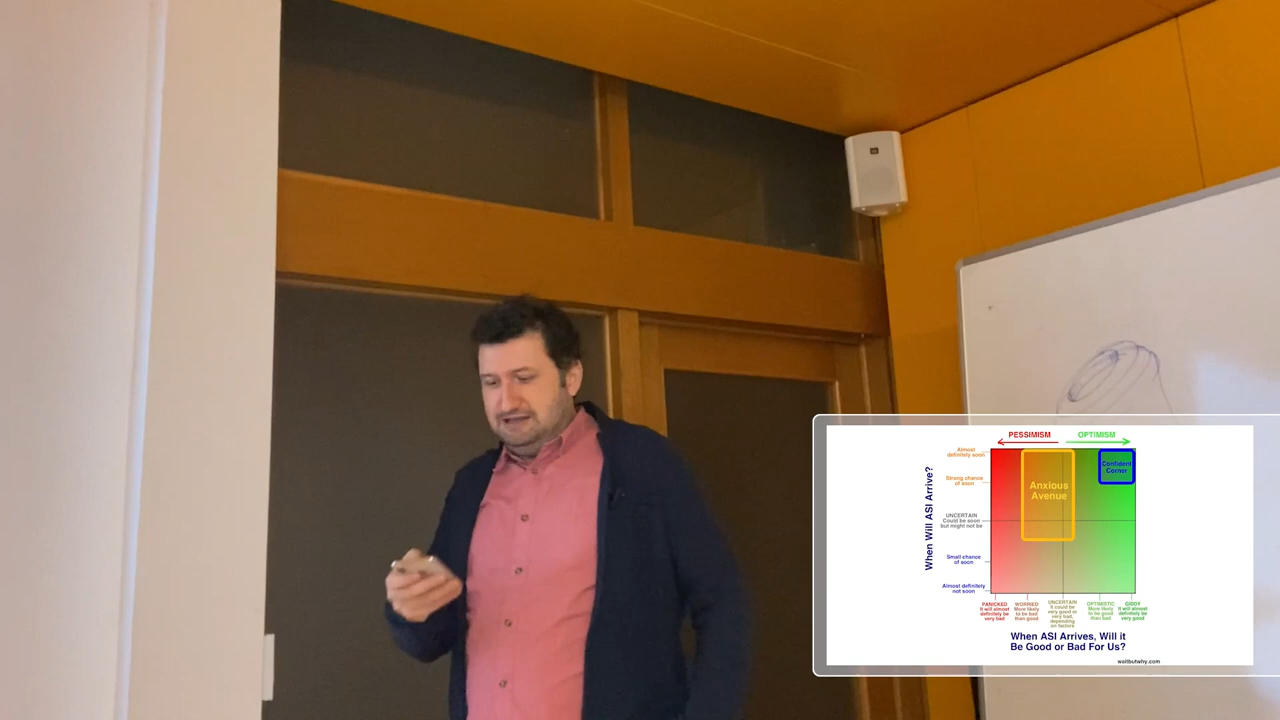 PESSIMISM
OPTIMISM
When Will ASI Arrive?
Almost
definitely soon
Strong chance
of soon
UNCERTAIN
Could be soon
but might not be
Small chance
of soon
Almost definitely
not soon
Anxious
Avenue
Confident
Corner
PANICKED
It will almost
definitely be
very bad
WORRIED
More likely
to be bad
than good
UNCERTAIN
It could be
very good or
very bad,
depending
on factors
OPTIMISTIC
More likely
to be good
than bad
GIDDY
It will almost
definitely be
very good
When ASI Arrives, Will it
Be Good or Bad For Us?
waitbutwhy.com